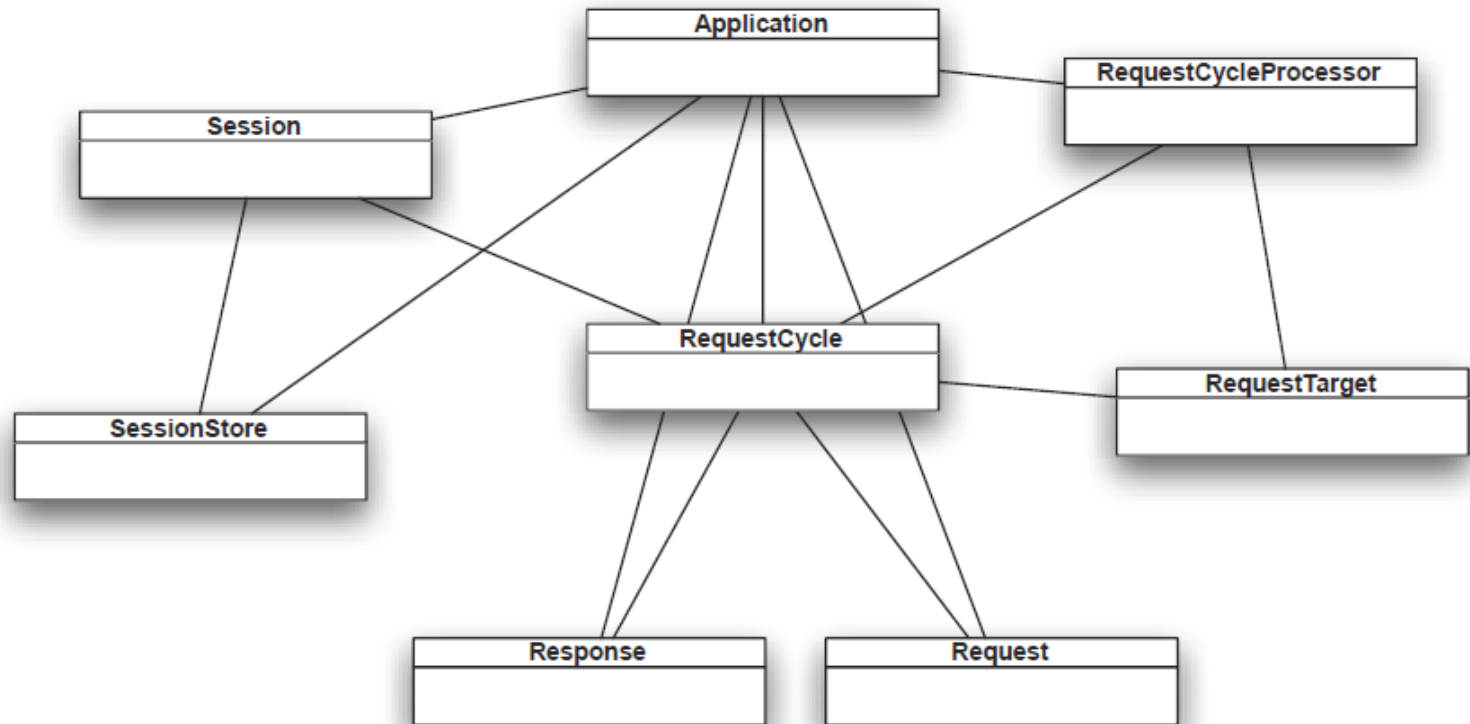 Application
RequestCycleProcessor
Session
RequestCycle
RequestTarget
SessionStore
Response
Request